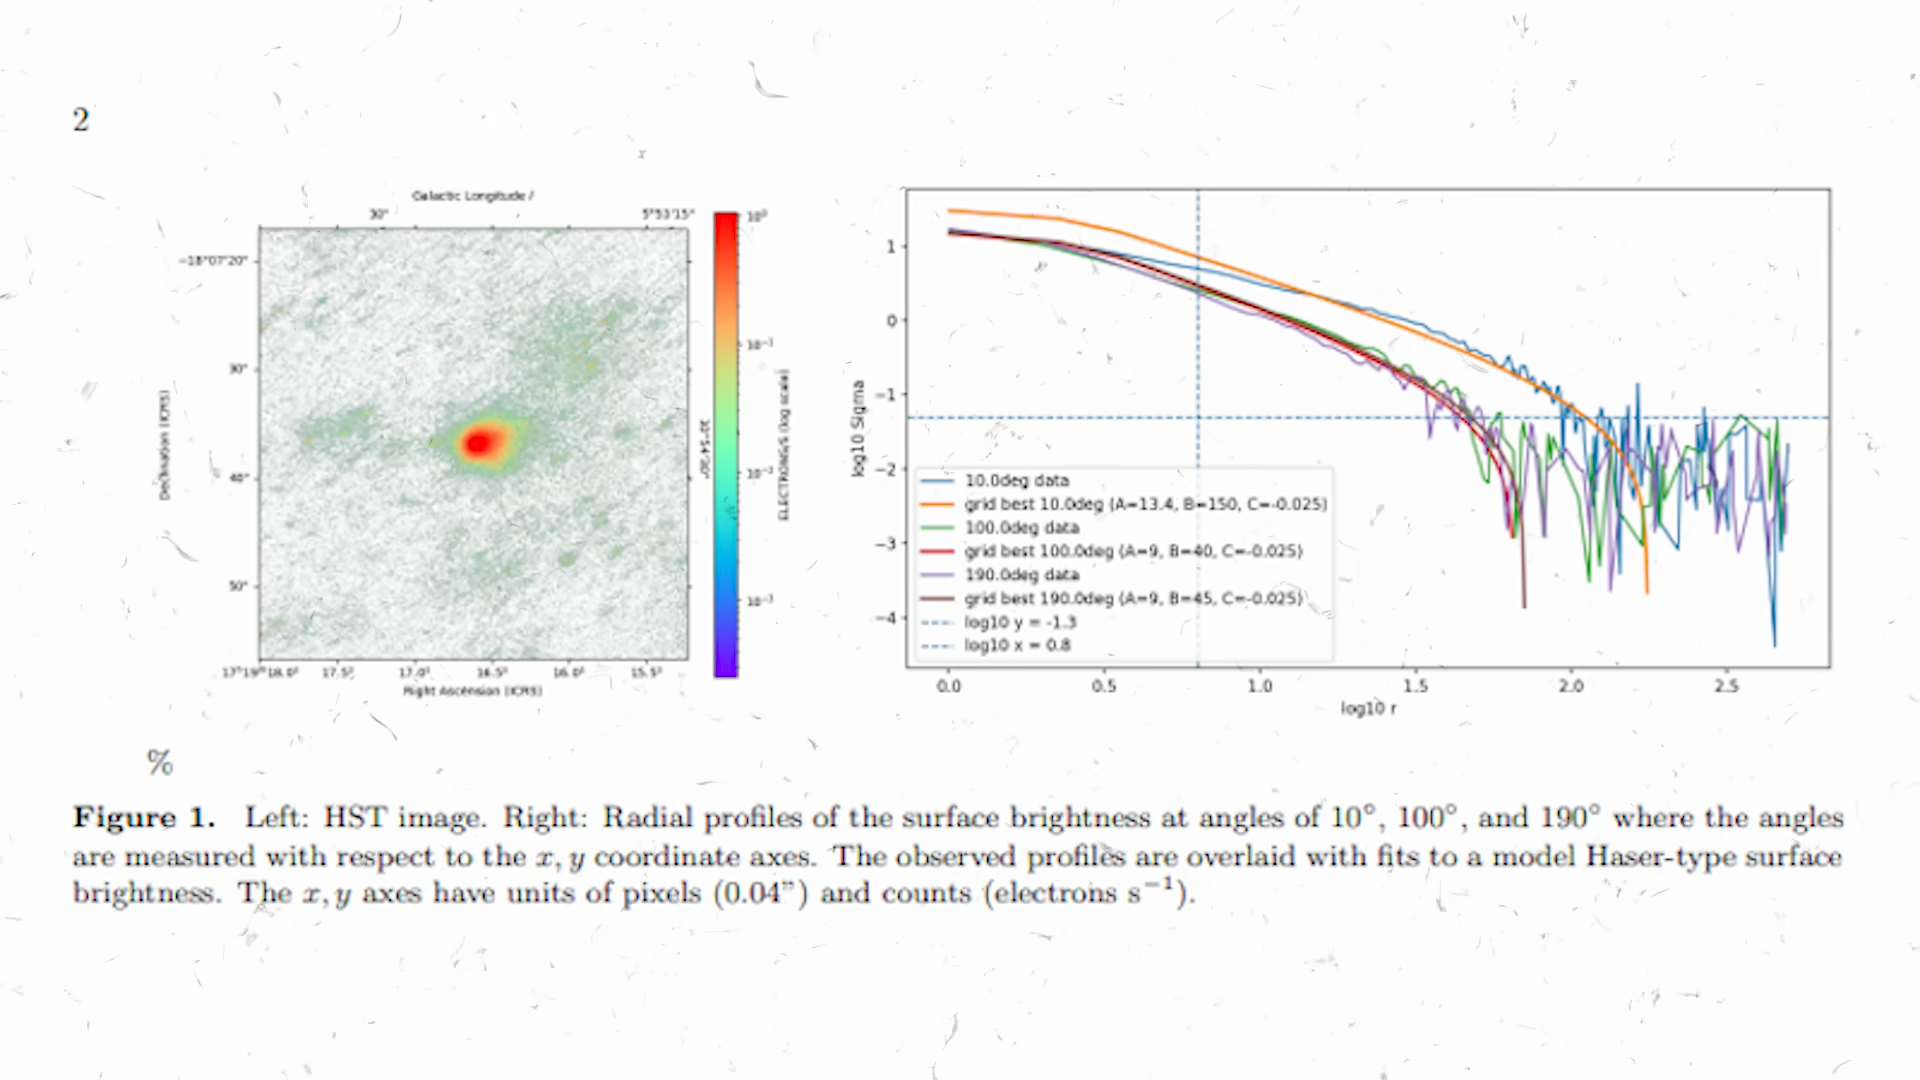 2
Galactic Longitude /
30"
5°53'15"
10⁰
−18°07'20"
10⁻¹
30"
10⁻²
40"
50"
17ʰ19ᵐ18.0ˢ 17.5ˢ 17.0ˢ 16.5ˢ 16.0ˢ 15.5ˢ
Right Ascension (ICRS)
Declination (ICRS)
ELECTRONS/S (log scale)
log10 Sigma
1
0
−1
−2
−3
−4
10.0deg data
grid best 10.0deg (A=13.4, B=150, C=-0.025)
100.0deg data
grid best 100.0deg (A=9, B=40, C=-0.025)
190.0deg data
grid best 190.0deg (A=9, B=45, C=-0.025)
log10 y = -1.3
log10 x = 0.8
0.0 0.5 1.0 1.5 2.0 2.5
log10 r
%
Figure 1. Left: HST image. Right: Radial profiles of the surface brightness at angles of 10°, 100°, and 190° where the angles
are measured with respect to the x, y coordinate axes. The observed profiles are overlaid with fits to a model Haser-type surface
brightness. The x, y axes have units of pixels (0.04”) and counts (electrons s⁻¹).